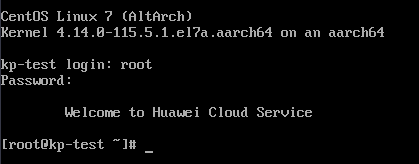 CentOS Linux 7 (AltArch)
Kernel 4.14.0-115.5.1.el7a.aarch64 on an aarch64
kp-test login: root
Password:
Welcome to Huawei Cloud Service
[root@kp-test ~]# _